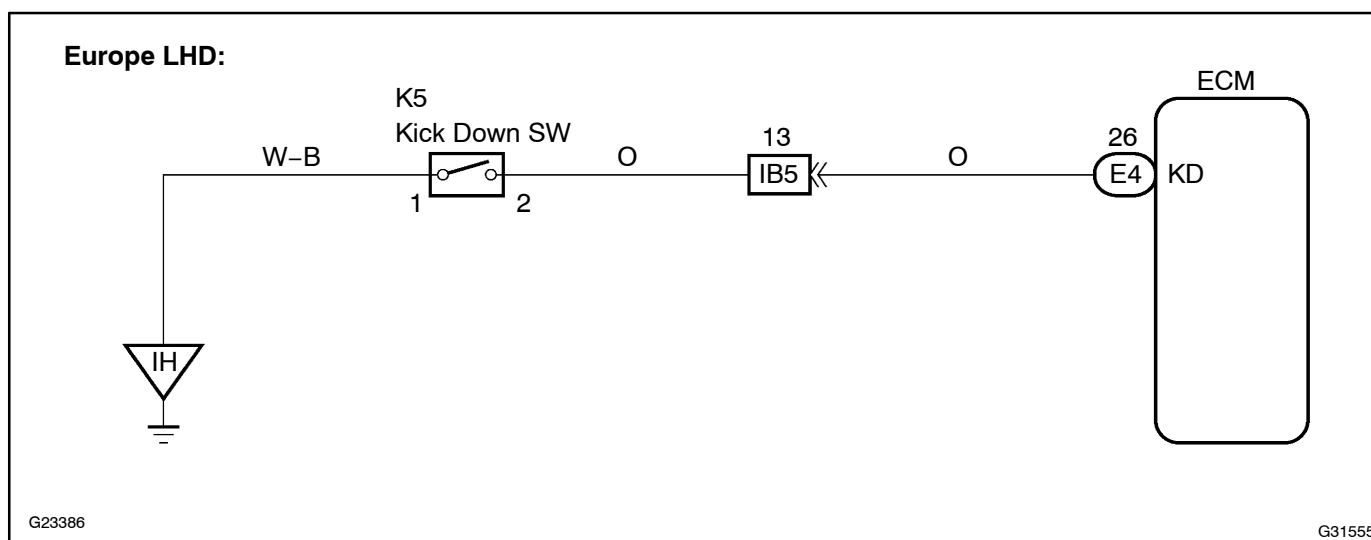 Europe LHD:
ECM
K5
Kick Down SW
W–B
O
13
O
26
IB5
E4
KD
1
2
IH
G23386
G31555